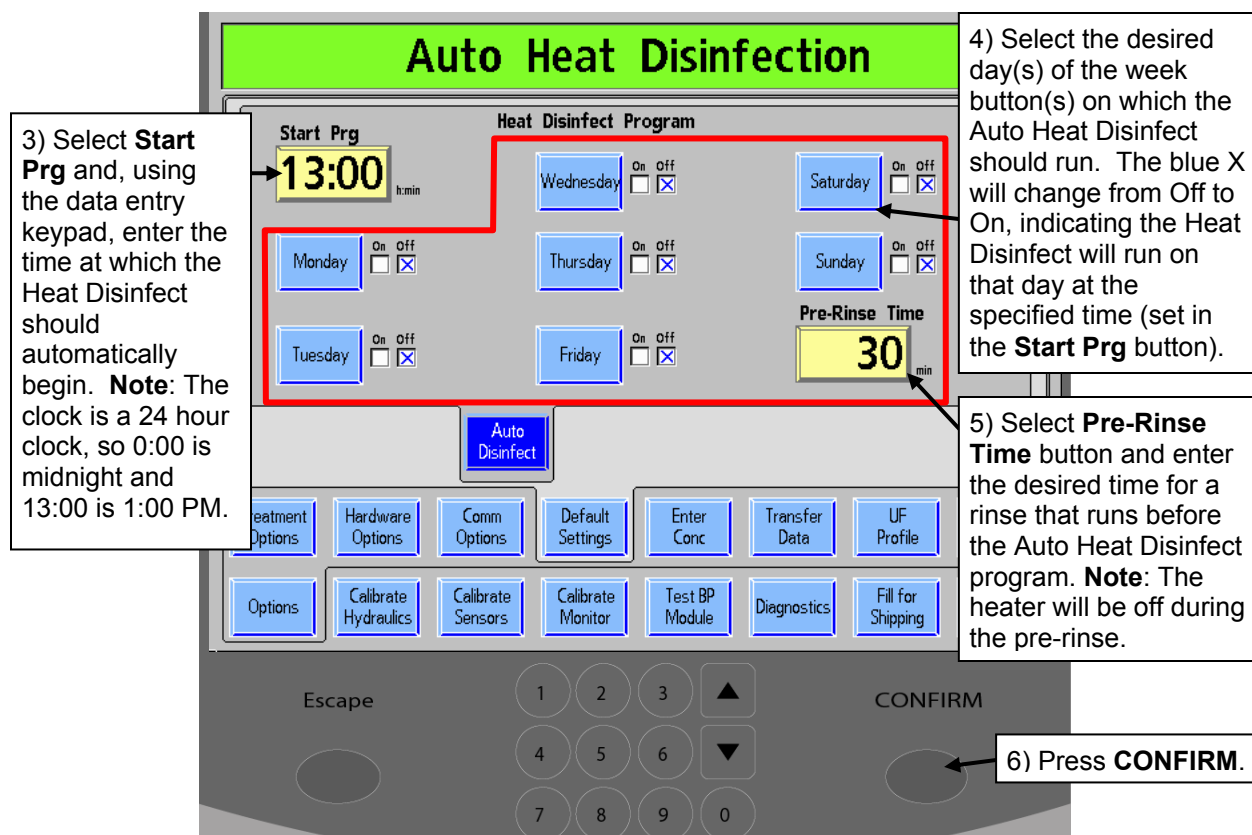 Auto Heat Disinfection
3) Select Start
Prg and, using
the data entry
keypad, enter the
time at which the
Heat Disinfect
should
automatically
begin. Note: The
clock is a 24 hour
clock, so 0:00 is
midnight and
13:00 is 1:00 PM.
4) Select the desired
day(s) of the week
button(s) on which the
Auto Heat Disinfect
should run. The blue X
will change from Off to
On, indicating the Heat
Disinfect will run on
that day at the
specified time (set in
the Start Prg button).
Start Prg
13:00
h:min
Heat Disinfect Program
Wednesday
On Off
Saturday
On Off
Monday
On Off
Thursday
On Off
Sunday
On Off
Tuesday
On Off
Friday
On Off
Pre-Rinse Time
30
min
5) Select Pre-Rinse
Time button and enter
the desired time for a
rinse that runs before
the Auto Heat Disinfect
program. Note: The
heater will be off during
the pre-rinse.
Auto
Disinfect
reatment
Options
Hardware
Options
Comm
Options
Default
Settings
Enter
Conc
Transfer
Data
UF
Profile
Options
Calibrate
Hydraulics
Calibrate
Sensors
Calibrate
Monitor
Test BP
Module
Diagnostics
Fill for
Shipping
Escape
1 2 3
CONFIRM
4 5 6
6) Press CONFIRM.
7 8 9 0